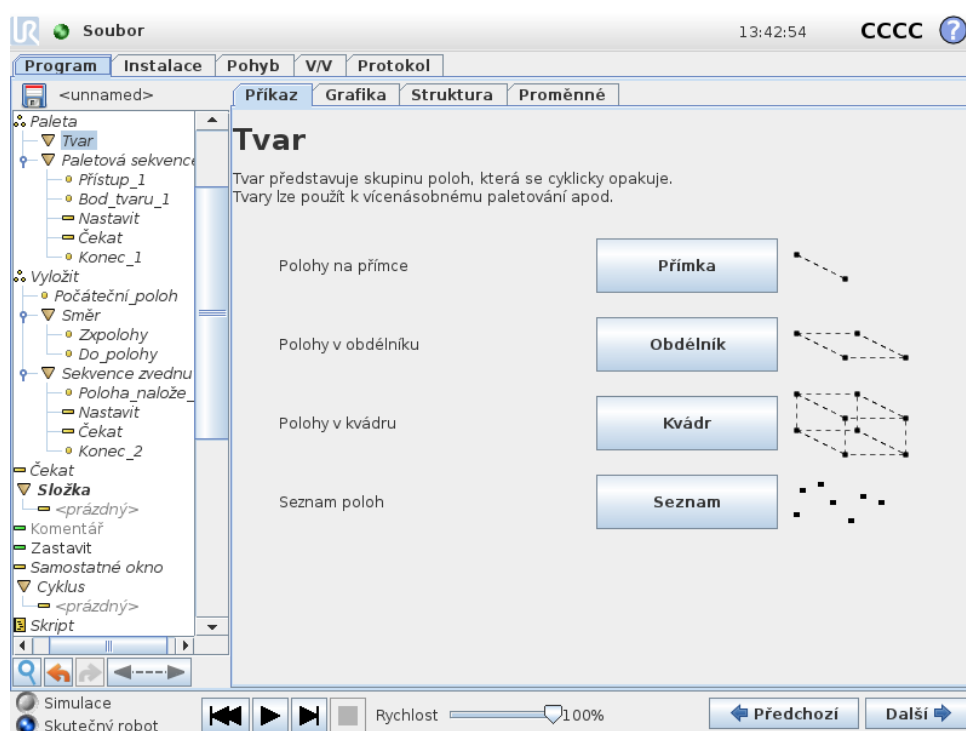 UR Soubor 13:42:54 CCCC ?
Program Instalace Pohyb V/V Protokol
<unnamed> Příkaz Grafika Struktura Proměnné
Paleta
Tvar
Paletová sekvence
Přístup_1
Bod_tvaru_1
Nastavit
Čekat
Konec_1
Vyložit
Počáteční_poloh
Směr
Zxpolohy
Do_polohy
Sekvence zvednu
Poloha_nalože_
Nastavit
Čekat
Konec_2
Čekat
Složka
<prázdný>
Komentář
Zastavit
Samostatné okno
Cyklus
<prázdný>
Skript
Tvar
Tvar představuje skupinu poloh, která se cyklicky opakuje.
Tvary lze použít k vícenásobnému paletování apod.
Polohy na přímce Přímka
Polohy v obdélníku Obdélník
Polohy v kvádru Kvádr
Seznam poloh Seznam
Simulace
Skutečný robot
Rychlost 100% Předchozí Další